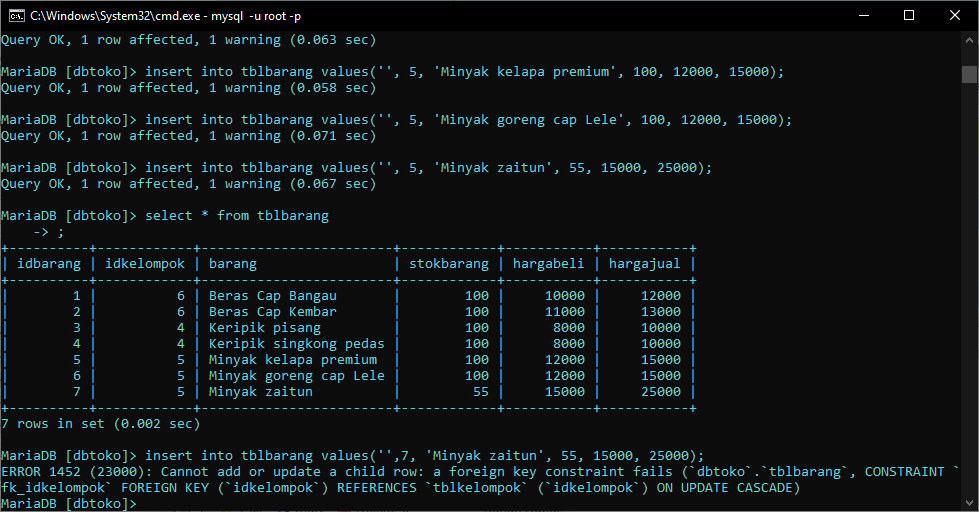 C:\Windows\System32\cmd.exe - mysql  -u root -p
Query OK, 1 row affected, 1 warning (0.063 sec)
MariaDB [dbtoko]> insert into tblbarang values('', 5, 'Minyak kelapa premium', 100, 12000, 15000);
Query OK, 1 row affected, 1 warning (0.058 sec)
MariaDB [dbtoko]> insert into tblbarang values('', 5, 'Minyak goreng cap Lele', 100, 12000, 15000);
Query OK, 1 row affected, 1 warning (0.071 sec)
MariaDB [dbtoko]> insert into tblbarang values('', 5, 'Minyak zaitun', 55, 15000, 25000);
Query OK, 1 row affected, 1 warning (0.067 sec)
MariaDB [dbtoko]> select * from tblbarang
    -> ;
+----------+------------+------------------------+------------+-----------+-----------+
| idbarang | idkelompok | barang                 | stokbarang | hargabeli | hargajual |
+----------+------------+------------------------+------------+-----------+-----------+
|        1 |          6 | Beras Cap Bangau       |        100 |     10000 |     12000 |
|        2 |          6 | Beras Cap Kembar       |        100 |     11000 |     13000 |
|        3 |          4 | Keripik pisang         |        100 |      8000 |     10000 |
|        4 |          4 | Keripik singkong pedas |        100 |      8000 |     10000 |
|        5 |          5 | Minyak kelapa premium  |        100 |     12000 |     15000 |
|        6 |          5 | Minyak goreng cap Lele |        100 |     12000 |     15000 |
|        7 |          5 | Minyak zaitun          |         55 |     15000 |     25000 |
+----------+------------+------------------------+------------+-----------+-----------+
7 rows in set (0.002 sec)
MariaDB [dbtoko]> insert into tblbarang values('',7, 'Minyak zaitun', 55, 15000, 25000);
ERROR 1452 (23000): Cannot add or update a child row: a foreign key constraint fails (`dbtoko`.`tblbarang`, CONSTRAINT `
fk_idkelompok` FOREIGN KEY (`idkelompok`) REFERENCES `tblkelompok` (`idkelompok`) ON UPDATE CASCADE)
MariaDB [dbtoko]>